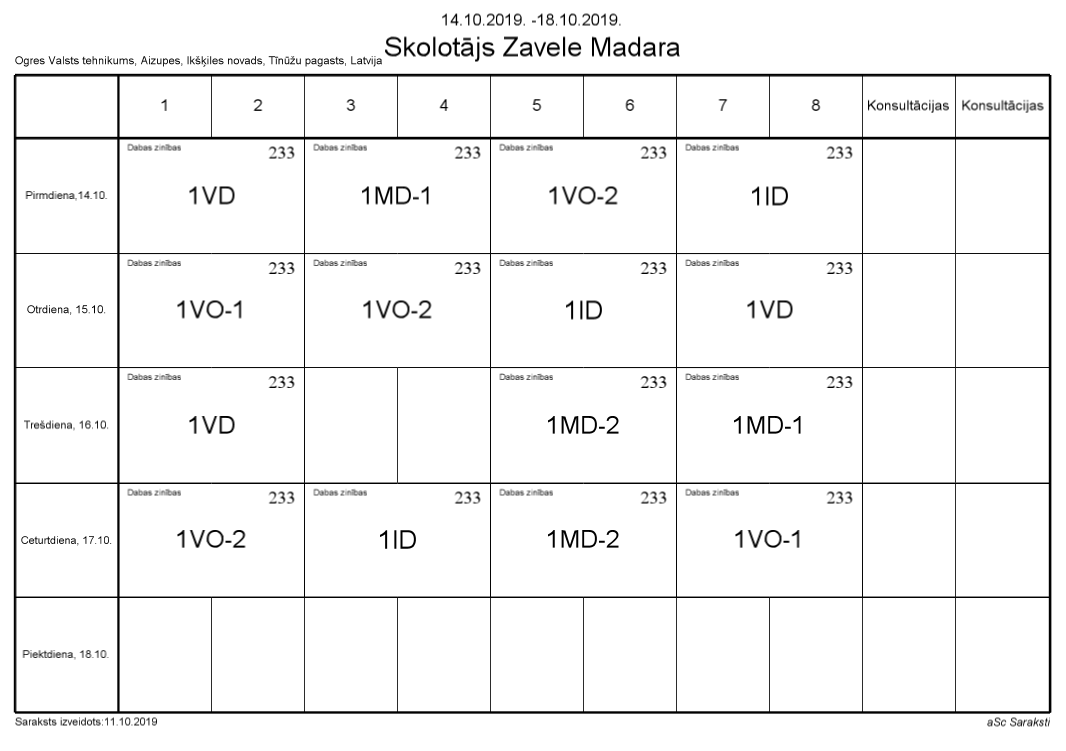 14.10.2019. -18.10.2019.
Skolotājs Zavele Madara
Ogres Valsts tehnikums, Aizupes, Ikšķiles novads, Tīnūžu pagasts, Latvija
1 2 3 4 5 6 7 8 Konsultācijas Konsultācijas
Dabas zinības 233 Dabas zinības 233 Dabas zinības 233 Dabas zinības 233
Pirmdiena,14.10. 1VD 1MD-1 1VO-2 1ID
Dabas zinības 233 Dabas zinības 233 Dabas zinības 233 Dabas zinības 233
Otrdiena, 15.10. 1VO-1 1VO-2 1ID 1VD
Dabas zinības 233 Dabas zinības 233 Dabas zinības 233
Trešdiena, 16.10. 1VD 1MD-2 1MD-1
Dabas zinības 233 Dabas zinības 233 Dabas zinības 233 Dabas zinības 233
Ceturtdiena, 17.10. 1VO-2 1ID 1MD-2 1VO-1
Piektdiena, 18.10.
Saraksts izveidots:11.10.2019 aSc Saraksti